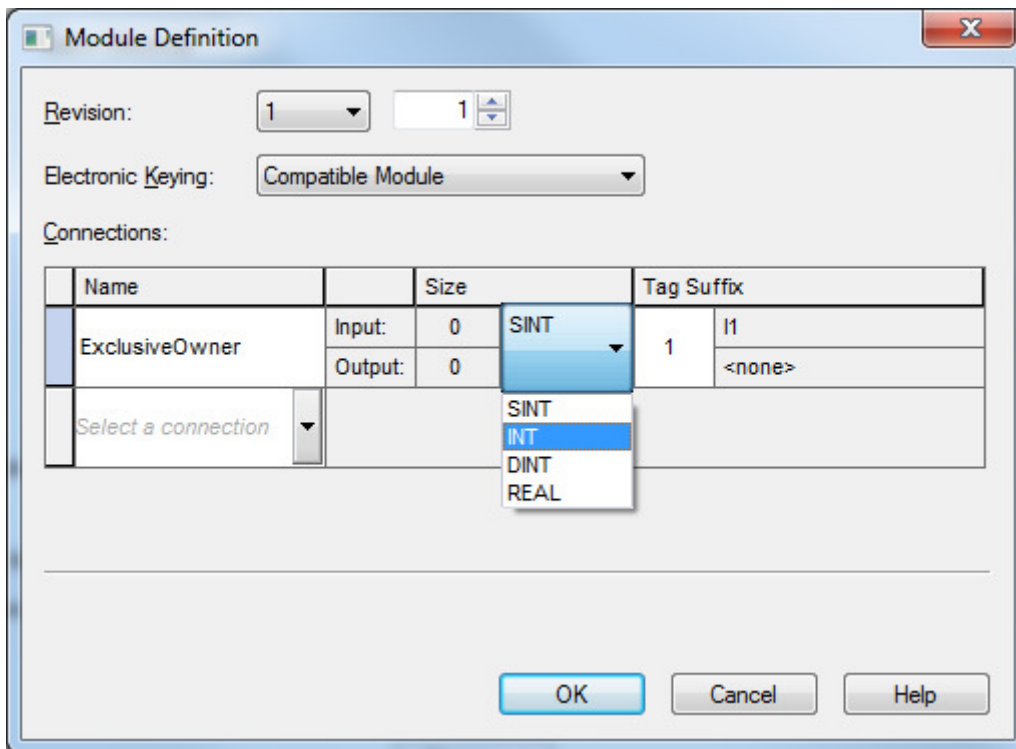 Module Definition
Revision: 1 1
Electronic Keying: Compatible Module
Connections:
Name Size Tag Suffix
ExclusiveOwner Input: 0 SINT 1 I1
Output: 0 <none>
Select a connection
SINT
INT
DINT
REAL
OK Cancel Help